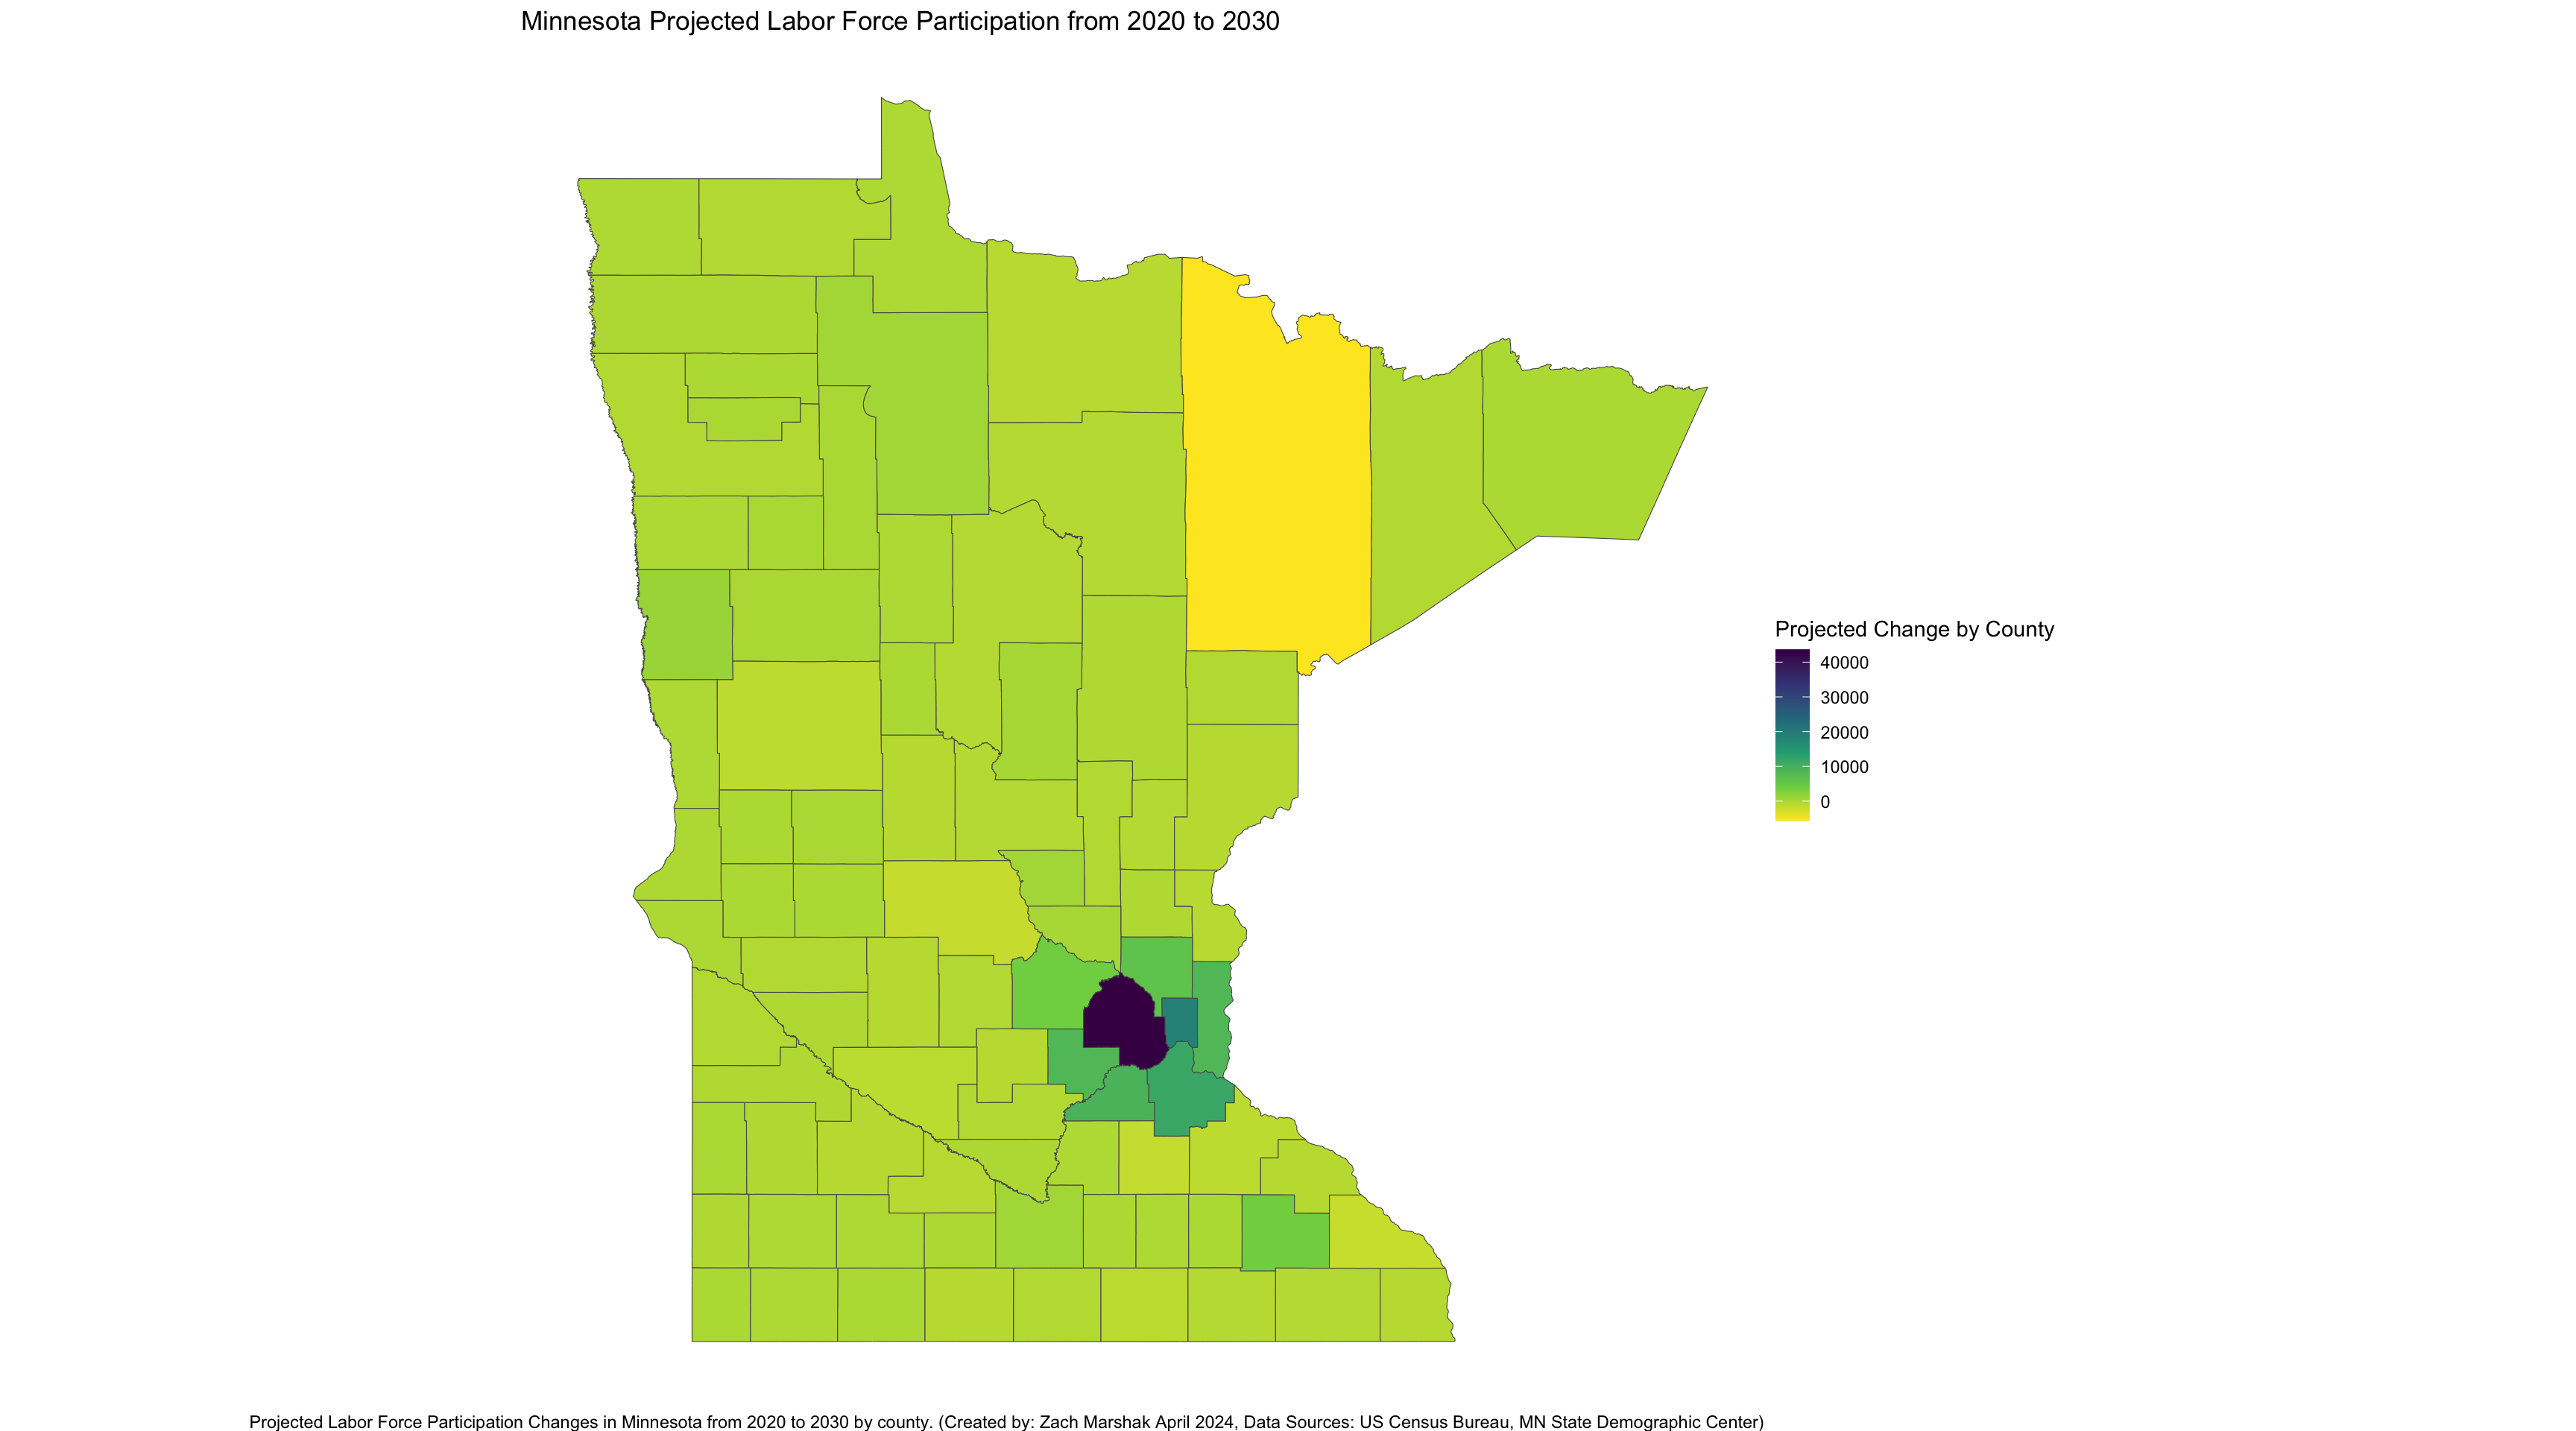 Minnesota Projected Labor Force Participation from 2020 to 2030
Projected Change by County
40000
30000
20000
10000
0
Projected Labor Force Participation Changes in Minnesota from 2020 to 2030 by county. (Created by: Zach Marshak April 2024, Data Sources: US Census Bureau, MN State Demographic Center)